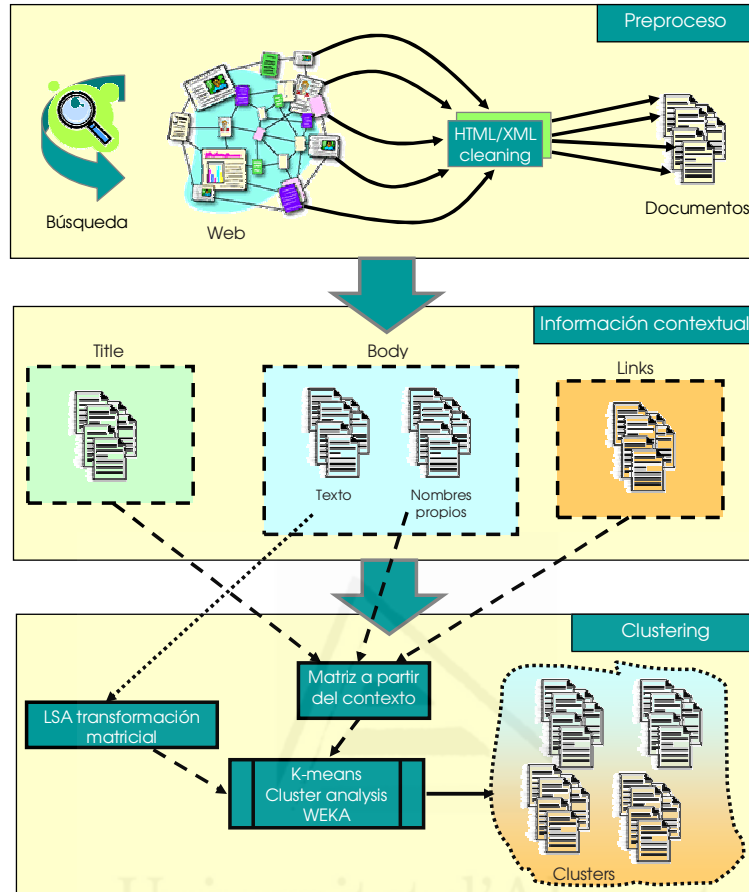 Preproceso
HTML/XML
cleaning
Búsqueda
Web
Documentos
Información contextual
Title
Body
Links
Texto
Nombres
propios
Clustering
Matriz a partir
del contexto
LSA transformación
matricial
K-means
Cluster analysis
WEKA
Clusters